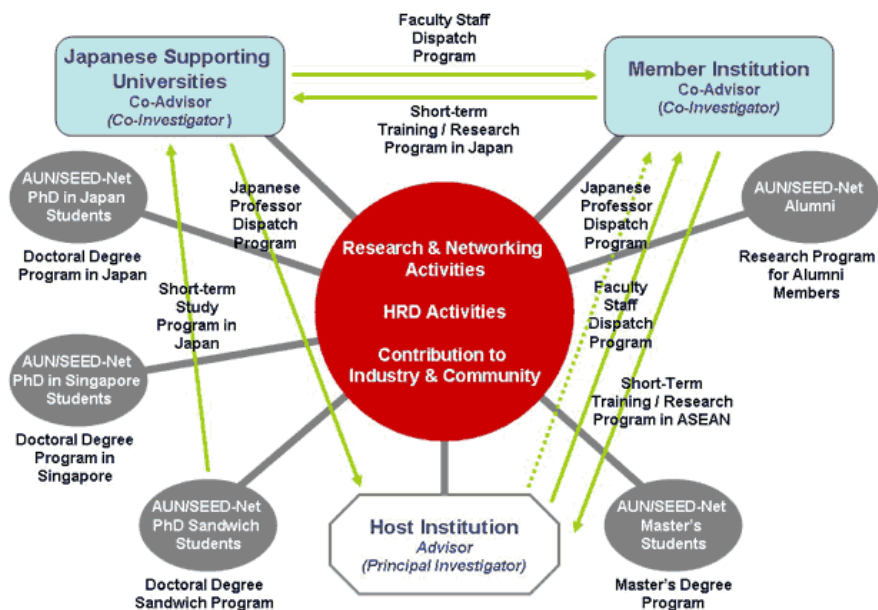 Faculty Staff
Dispatch
Program
Japanese Supporting
Universities
Co-Advisor
(Co-Investigator )
Member Institution
Co-Advisor
(Co-Investigator)
Short-term
Training / Research
Program in Japan
AUN/SEED-Net
PhD in Japan
Students
Doctoral Degree
Program in Japan
Japanese
Professor
Dispatch
Program
Japanese
Professor
Dispatch
Program
AUN/SEED-Net
Alumni
Research Program
for Alumni
Members
Research & Networking
Activities
HRD Activities
Contribution to
Industry & Community
Short-term
Study
Program in
Japan
Faculty
Staff
Dispatch
Program
AUN/SEED-Net
PhD in Singapore
Students
Doctoral Degree
Program in
Singapore
Short-Term
Training / Research
Program in ASEAN
AUN/SEED-Net
PhD Sandwich
Students
Doctoral Degree
Sandwich Program
Host Institution
Advisor
(Principal Investigator)
AUN/SEED-Net
Master's
Students
Master's Degree
Program